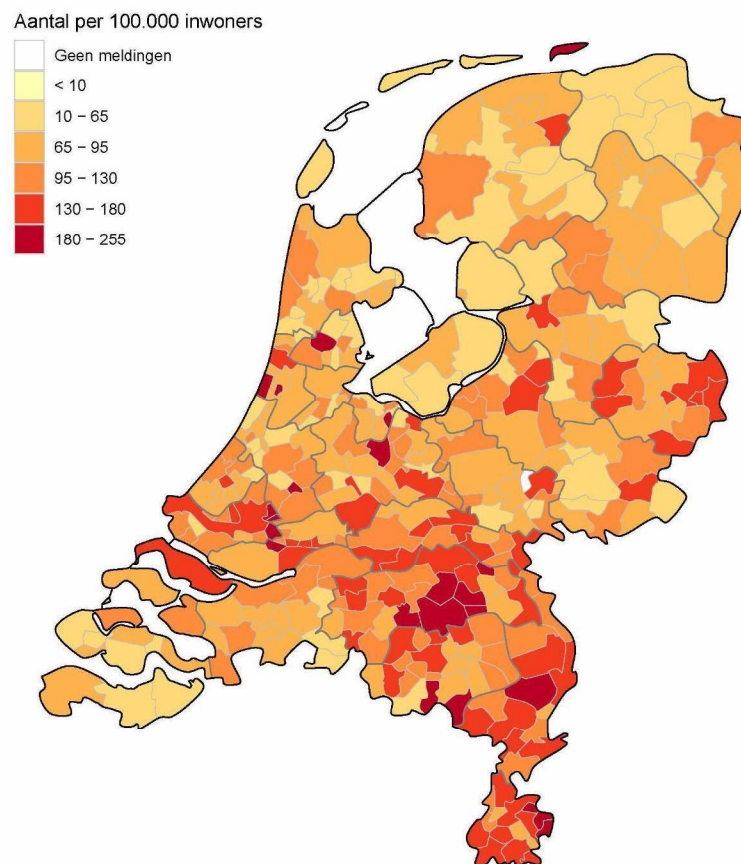 Aantal per 100.000 inwoners
Geen meldingen
< 10
10 − 65
65 − 95
95 − 130
130 − 180
180 − 255